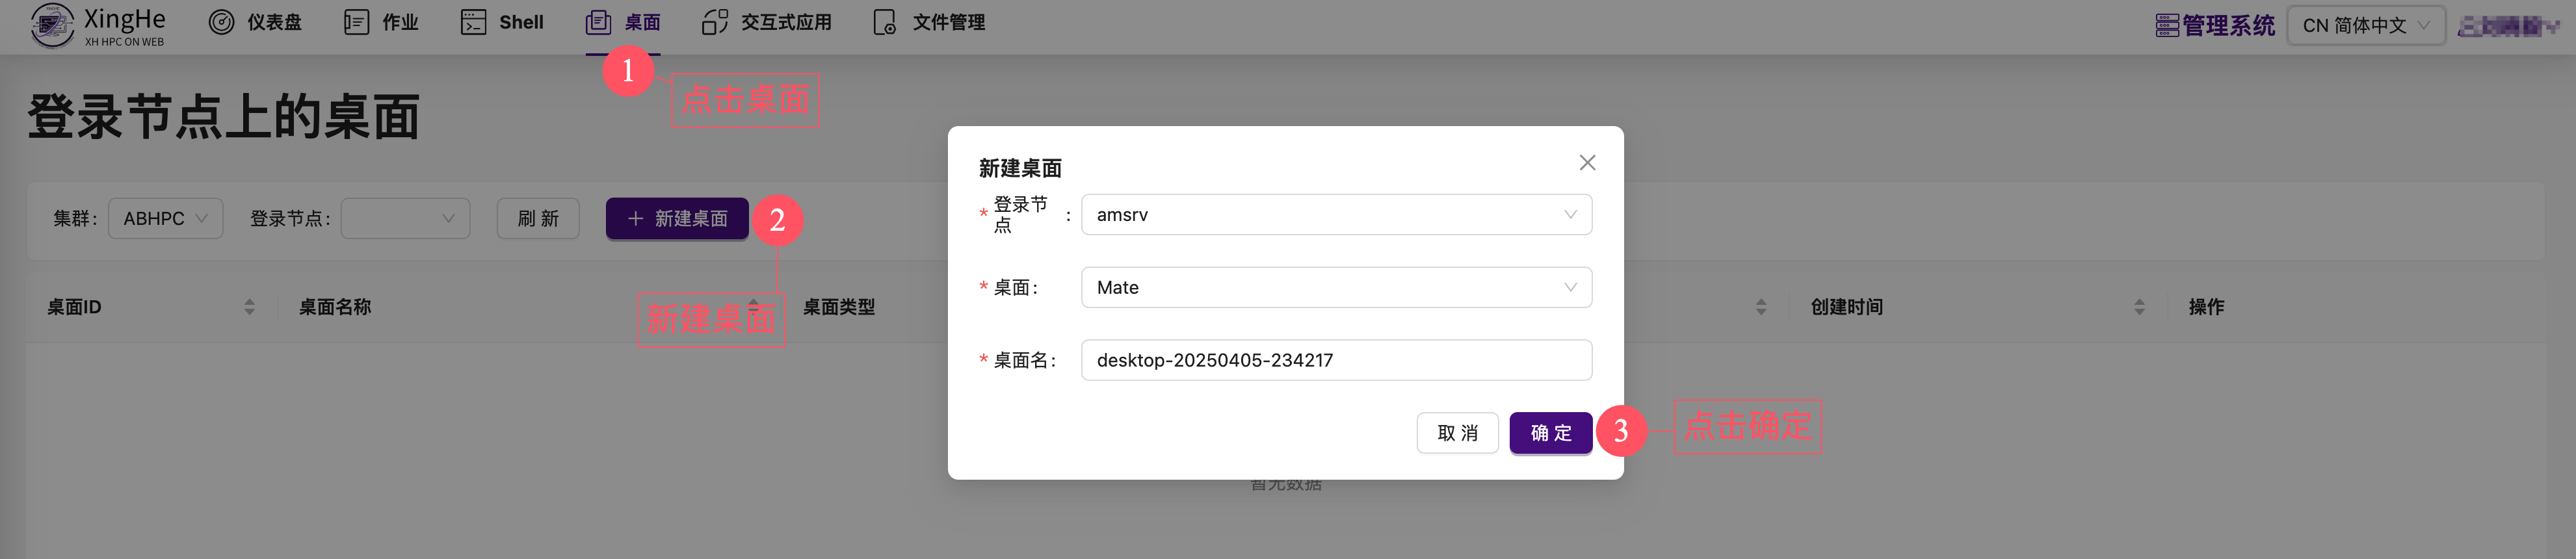 XingHe
XH HPC ON WEB
仪表盘
作业
Shell
桌面
交互式应用
文件管理
管理系统
CN 简体中文
1
点击桌面
登录节点上的桌面
集群:
ABHPC
登录节点:
刷 新
新建桌面
2
新建桌面
桌面ID
桌面名称
桌面类型
创建时间
操作
新建桌面
* 登录节点 :
amsrv
* 桌面:
Mate
* 桌面名:
desktop-20250405-234217
取 消
确 定
3
点击确定
暂无数据